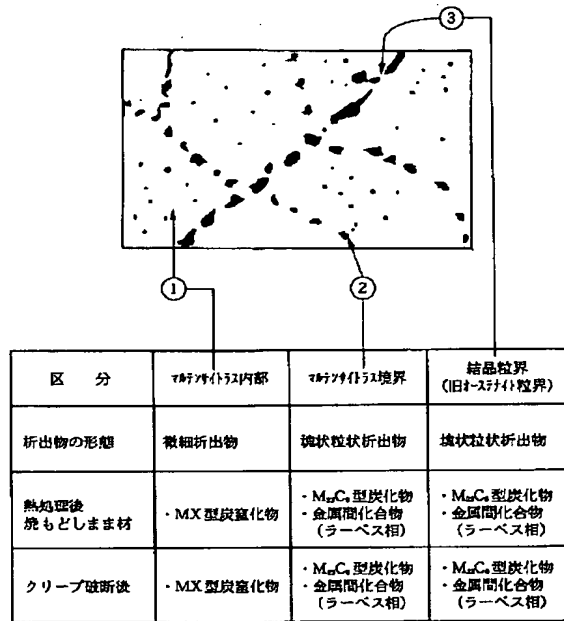 ③
①
②
区 分
マルテンサイトラス内部
マルテンサイトラス境界
結晶粒界
(旧オーステナイト粒界)
析出物の形態
微細析出物
塊状粒状析出物
塊状粒状析出物
熱処理後
焼もどしまま材
・MX型炭窒化物
・M₂₃C₆型炭化物
・金属間化合物
(ラーベス相)
・M₂₃C₆型炭化物
・金属間化合物
(ラーベス相)
クリープ破断後
・MX型炭窒化物
・M₂₃C₆型炭化物
・金属間化合物
(ラーベス相)
・M₂₃C₆型炭化物
・金属間化合物
(ラーベス相)